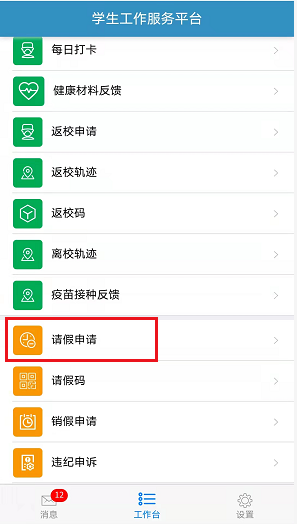 学生工作服务平台
每日打卡
健康材料反馈
返校申请
返校轨迹
返校码
离校轨迹
疫苗接种反馈
请假申请
请假码
销假申请
违纪申诉
12
消息
工作台
设置